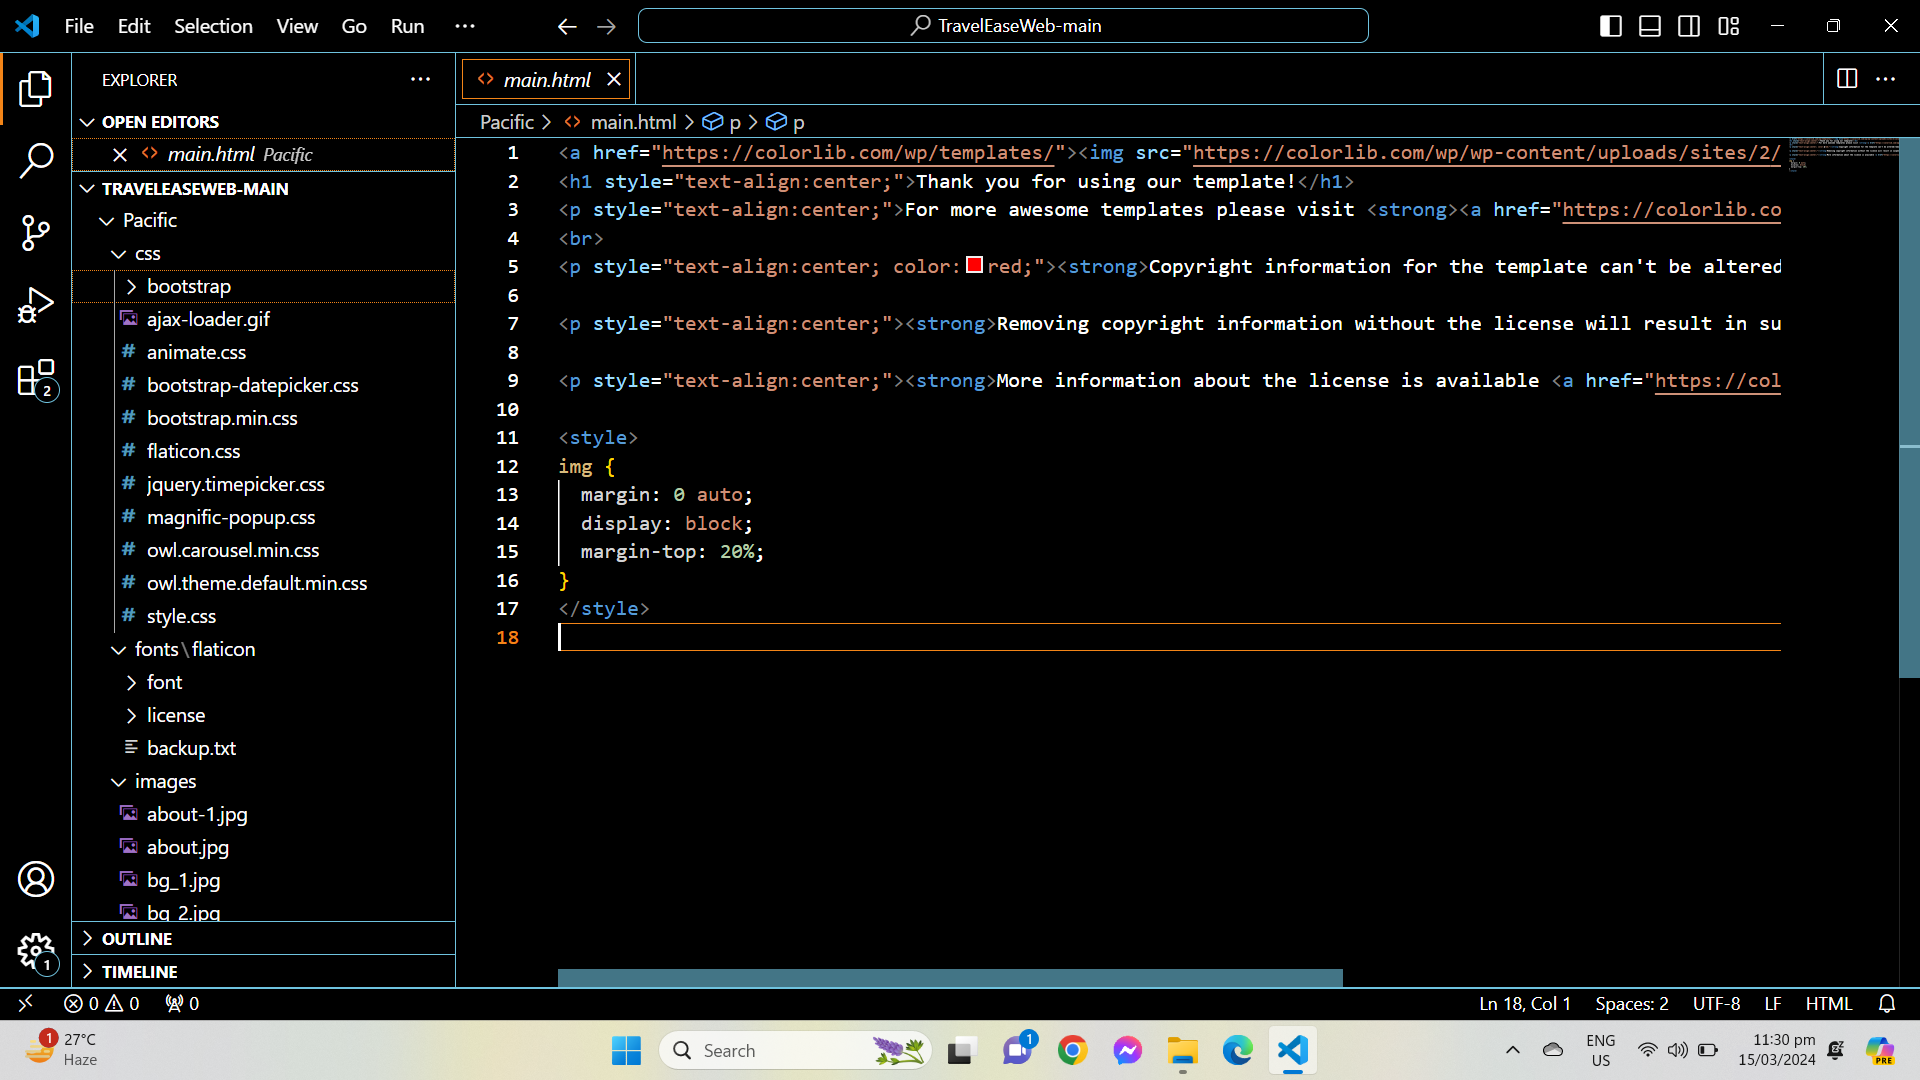 File Edit Selection View Go Run ···
TravelEaseWeb-main
EXPLORER ···
OPEN EDITORS
main.html Pacific
TRAVELEASEWEB-MAIN
Pacific
css
bootstrap
ajax-loader.gif
animate.css
bootstrap-datepicker.css
bootstrap.min.css
flaticon.css
jquery.timepicker.css
magnific-popup.css
owl.carousel.min.css
owl.theme.default.min.css
style.css
fonts\flaticon
font
license
backup.txt
images
about-1.jpg
about.jpg
bg_1.jpg
bg_2.jpg
OUTLINE
TIMELINE
2
1
main.html
Pacific > main.html > p > p
1 <a href="https://colorlib.com/wp/templates/"><img src="https://colorlib.com/wp/wp-content/uploads/sites/2/
2 <h1 style="text-align:center;">Thank you for using our template!</h1>
3 <p style="text-align:center;">For more awesome templates please visit <strong><a href="https://colorlib.co
4 <br>
5 <p style="text-align:center; color:red;"><strong>Copyright information for the template can't be altered
6
7 <p style="text-align:center;"><strong>Removing copyright information without the license will result in su
8
9 <p style="text-align:center;"><strong>More information about the license is available <a href="https://col
10
11 <style>
12 img {
13 margin: 0 auto;
14 display: block;
15 margin-top: 20%;
16 }
17 </style>
18
0 0 0
Ln 18, Col 1 Spaces: 2 UTF-8 LF HTML
1
27°C
Haze
Search
1
ENG
US
11:30 pm
15/03/2024
PRE